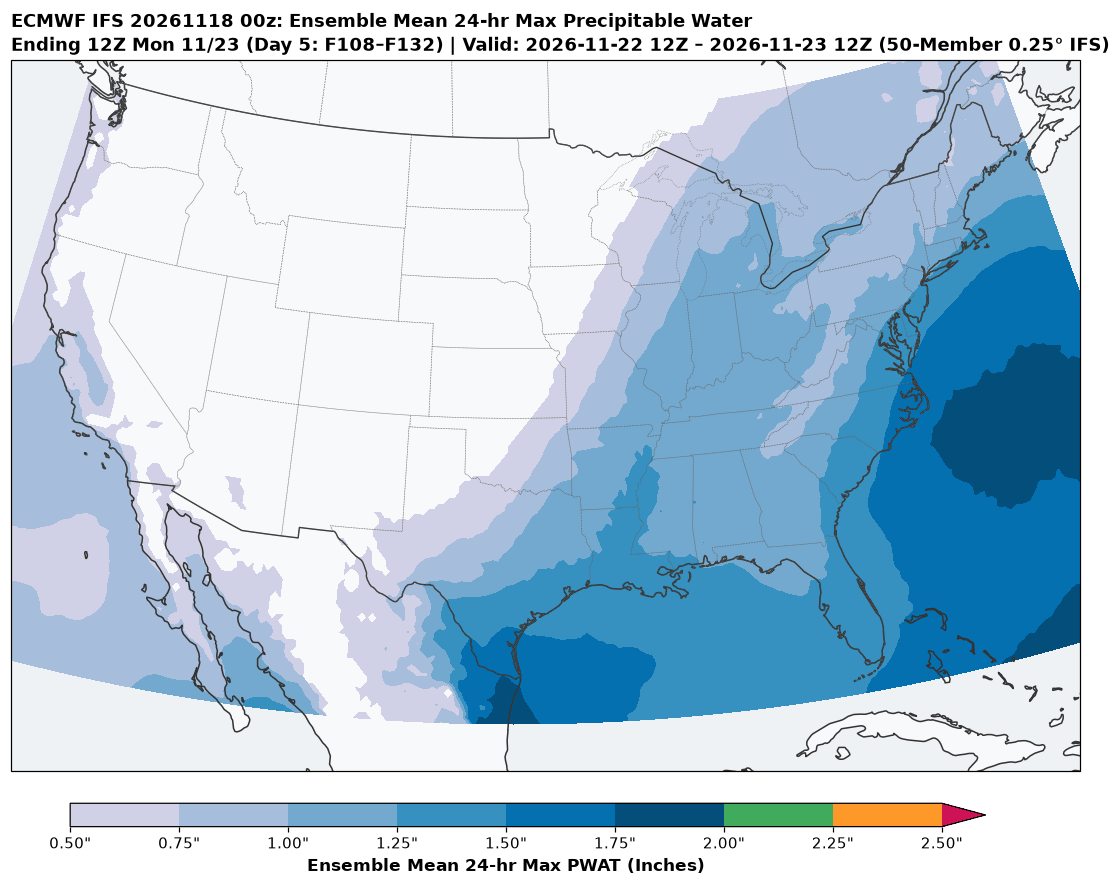 ECMWF IFS 20261118 00z: Ensemble Mean 24-hr Max Precipitable Water
Ending 12Z Mon 11/23 (Day 5: F108–F132) | Valid: 2026-11-22 12Z – 2026-11-23 12Z (50-Member 0.25° IFS)
0.50" 0.75" 1.00" 1.25" 1.50" 1.75" 2.00" 2.25" 2.50"
Ensemble Mean 24-hr Max PWAT (Inches)